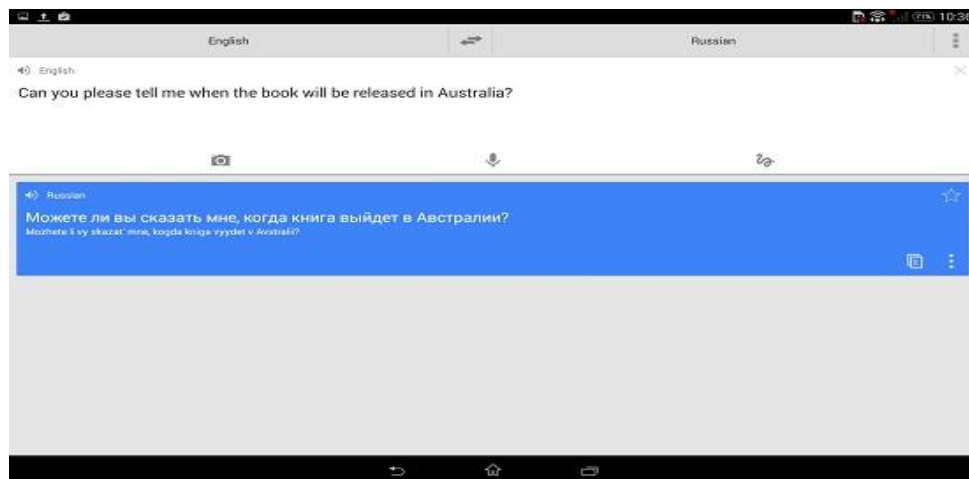 10:36
English
Russian
English
Can you please tell me when the book will be released in Australia?
Russian
Можете ли вы сказать мне, когда книга выйдет в Австралии?
Mozhete li vy skazat' mne, kogda kniga vyydet v Avstralii?